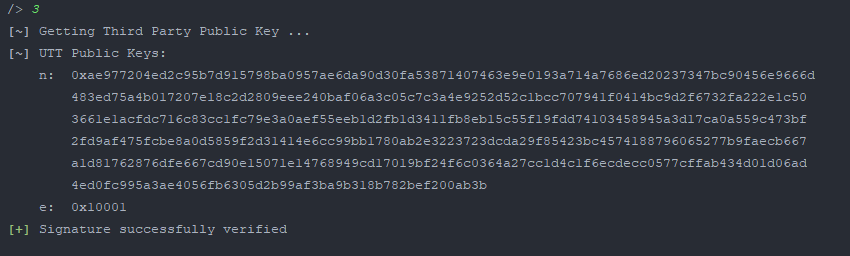 /> 3
[~] Getting Third Party Public Key ...
[~] UTT Public Keys:
n: 0xae977204ed2c95b7d915798ba0957ae6da90d30fa53871407463e9e0193a714a7686ed20237347bc90456e9666d
483ed75a4b017207e18c2d2809eee240baf06a3c05c7c3a4e9252d52c1bcc707941f0414bc9d2f6732fa222e1c50
3661e1acfdc716c83cc1fc79e3a0aef55eeb1d2fb1d3411fb8eb15c55f19fdd74103458945a3d17ca0a559c473bf
2fd9af475fcbe8a0d5859f2d31414e6cc99bb1780ab2e3223723dcda29f85423bc4574188796065277b9faecb667
a1d81762876dfe667cd90e15071e14768949cd17019bf24f6c0364a27cc1d4c1f6ecdecc0577cffab434d01d06ad
4ed0fc995a3ae4056fb6305d2b99af3ba9b318b782bef200ab3b
e: 0x10001
[+] Signature successfully verified